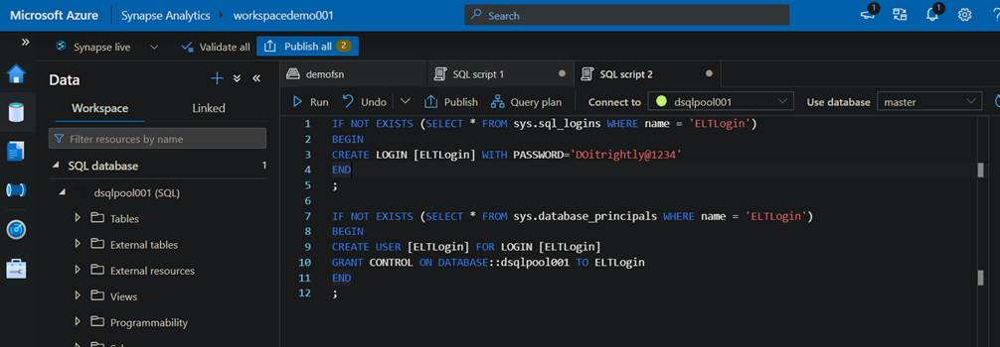 Microsoft Azure Synapse Analytics workspacedemo001 Search 1 1
Synapse live Validate all Publish all 2
Data
Workspace Linked
Filter resources by name
SQL database 1
dsqlpool001 (SQL)
Tables
External tables
External resources
Views
Programmability
demofsn SQL script 1 SQL script 2
Run Undo Publish Query plan Connect to dsqlpool001 Use database master
1 IF NOT EXISTS (SELECT * FROM sys.sql_logins WHERE name = 'ELTLogin')
2 BEGIN
3 CREATE LOGIN [ELTLogin] WITH PASSWORD='DOitrightly@1234'
4 END
5 ;
6
7 IF NOT EXISTS (SELECT * FROM sys.database_principals WHERE name = 'ELTLogin')
8 BEGIN
9 CREATE USER [ELTLogin] FOR LOGIN [ELTLogin]
10 GRANT CONTROL ON DATABASE::dsqlpool001 TO ELTLogin
11 END
12 ;